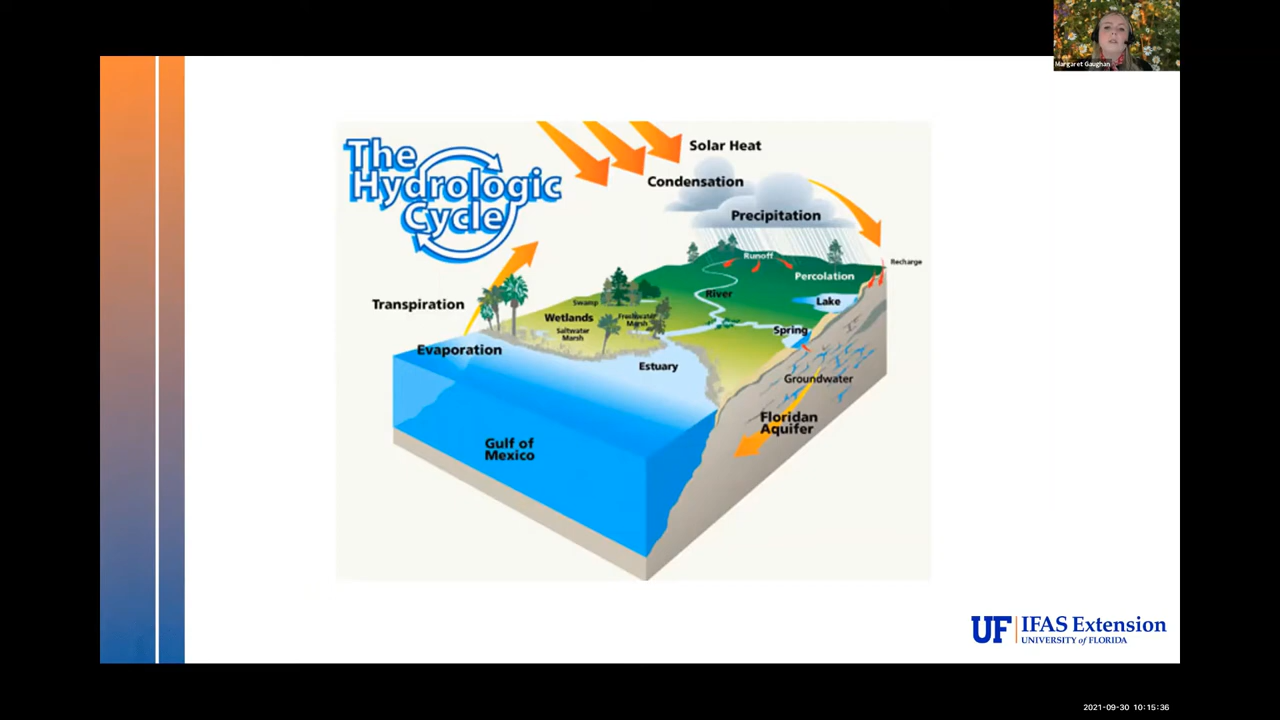 Margaret Gaughan
The
Hydrologic
Cycle
Solar Heat
Condensation
Precipitation
Recharge
Runoff
Percolation
Transpiration
River
Lake
Swamp
Wetlands
Freshwater
Marsh
Saltwater
Marsh
Spring
Evaporation
Estuary
Groundwater
Floridan
Aquifer
Gulf of
Mexico
UF IFAS Extension
UNIVERSITY of FLORIDA
2021-09-30 10:15:36